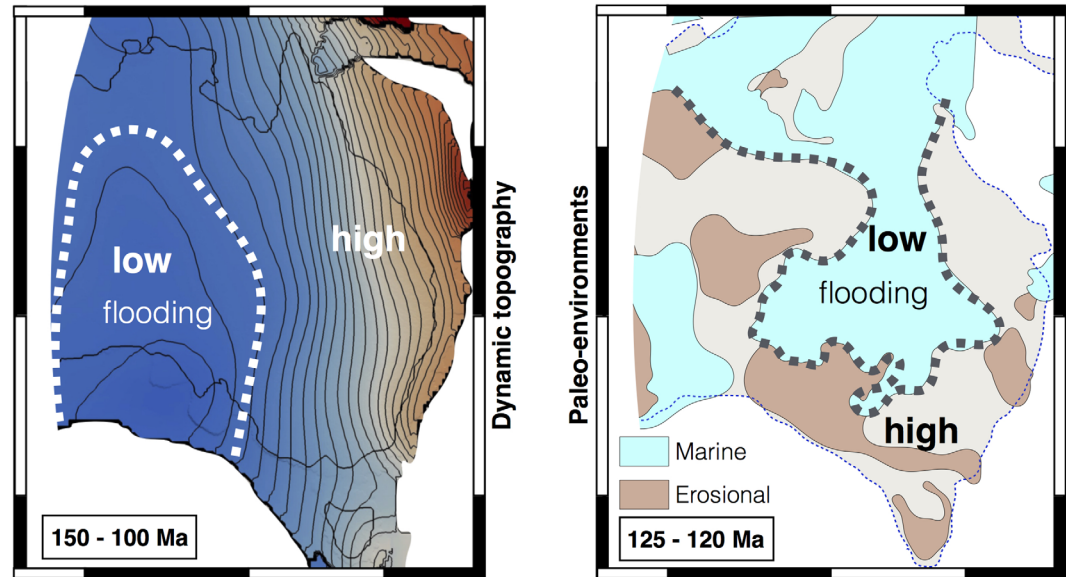 low
flooding
high
150 - 100 Ma
Dynamic topography
Paleo-environments
low
flooding
high
Marine
Erosional
125 - 120 Ma